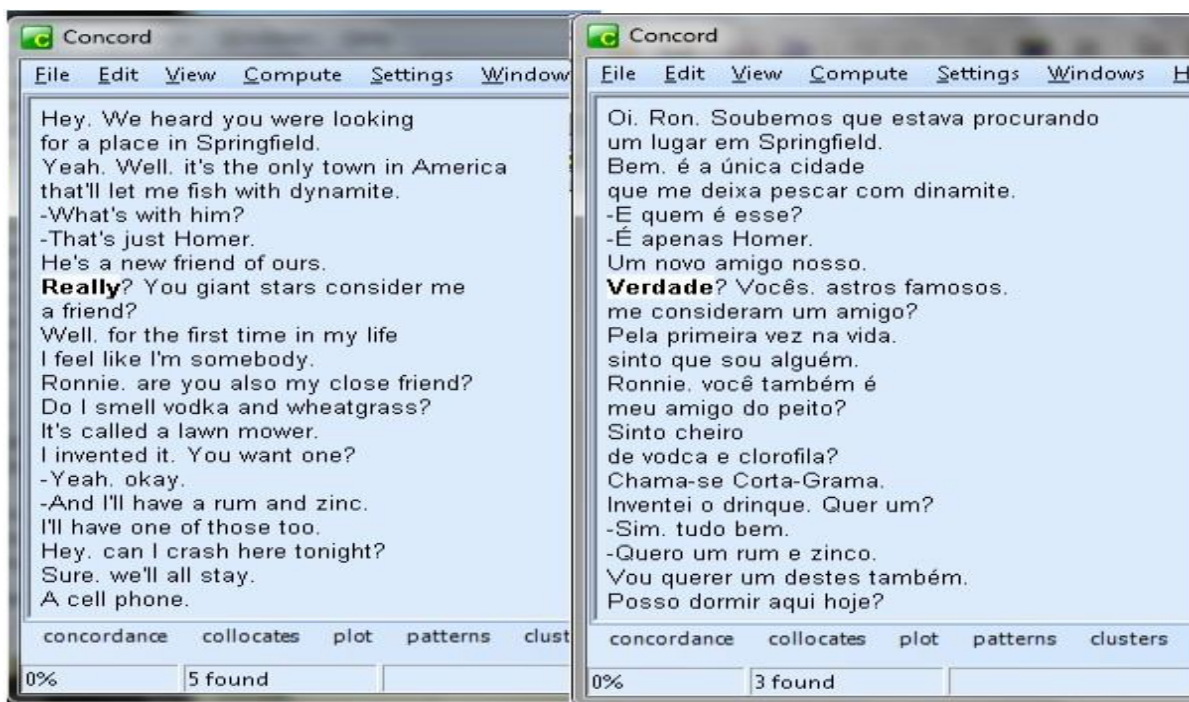 Concord
File Edit View Compute Settings Window
Hey. We heard you were looking
for a place in Springfield.
Yeah. Well. it's the only town in America
that'll let me fish with dynamite.
-What's with him?
-That's just Homer.
He's a new friend of ours.
Really? You giant stars consider me
a friend?
Well. for the first time in my life
I feel like I'm somebody.
Ronnie. are you also my close friend?
Do I smell vodka and wheatgrass?
It's called a lawn mower.
I invented it. You want one?
-Yeah. okay.
-And I'll have a rum and zinc.
I'll have one of those too.
Hey. can I crash here tonight?
Sure. we'll all stay.
A cell phone.
concordance collocates plot patterns clust
0% 5 found
Concord
File Edit View Compute Settings Windows H
Oi. Ron. Soubemos que estava procurando
um lugar em Springfield.
Bem. é a única cidade
que me deixa pescar com dinamite.
-E quem é esse?
-É apenas Homer.
Um novo amigo nosso.
Verdade? Vocês. astros famosos.
me consideram um amigo?
Pela primeira vez na vida.
sinto que sou alguém.
Ronnie. você também é
meu amigo do peito?
Sinto cheiro
de vodca e clorofila?
Chama-se Corta-Grama.
Inventei o drinque. Quer um?
-Sim. tudo bem.
-Quero um rum e zinco.
Vou querer um destes também.
Posso dormir aqui hoje?
concordance collocates plot patterns clusters
0% 3 found